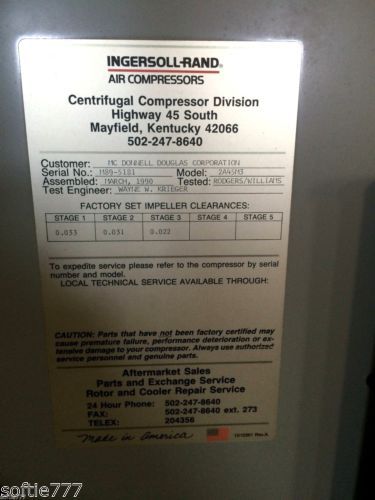 INGERSOLL-RAND®
AIR COMPRESSORS
Centrifugal Compressor Division
Highway 45 South
Mayfield, Kentucky 42066
502-247-8640
Customer: MC DONNELL DOUGLAS CORPORATION
Serial No.: M89-5181 Model: 2A45M3
Assembled: MARCH, 1990 Tested: RODGERS/WILLIAMS
Test Engineer: WAYNE W. KRIEGER
FACTORY SET IMPELLER CLEARANCES:
STAGE 1 STAGE 2 STAGE 3 STAGE 4 STAGE 5
0.033 0.031 0.022
To expedite service please refer to the compressor by serial
number and model.
LOCAL TECHNICAL SERVICE AVAILABLE THROUGH:
CAUTION: Parts that have not been factory certified may
cause premature failure, performance deterioration or ex-
tensive damage to your compressor. Always use authorized
service personnel and genuine parts.
Aftermarket Sales
Parts and Exchange Service
Rotor and Cooler Repair Service
24 Hour Phone: 502-247-8640
FAX: 502-247-8640 ext. 273
TELEX: 204356
Made in America
softie777